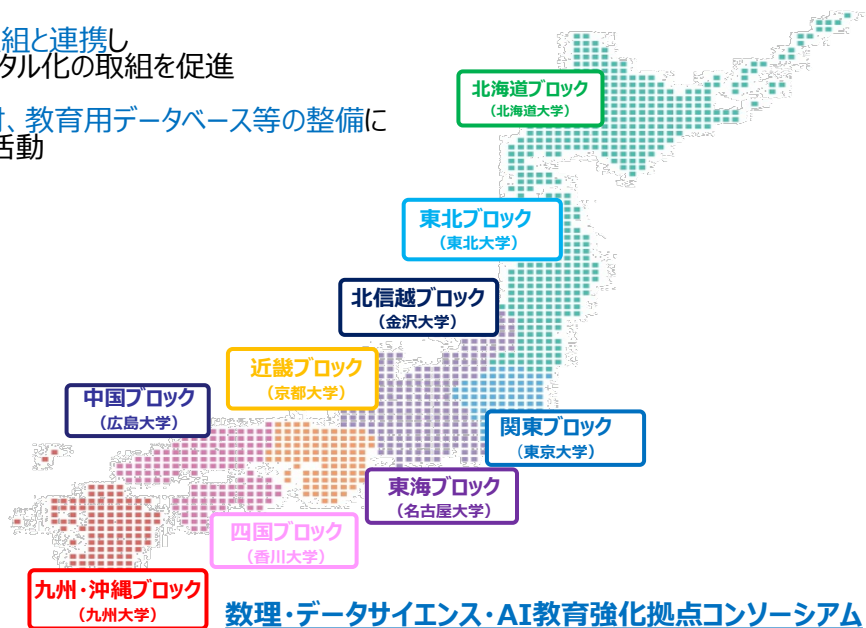 組と連携し
タル化の取組を促進
、教育用データベース等の整備に
活動
北海道ブロック
(北海道大学)
東北ブロック
(東北大学)
北信越ブロック
(金沢大学)
近畿ブロック
(京都大学)
中国ブロック
(広島大学)
関東ブロック
(東京大学)
東海ブロック
(名古屋大学)
四国ブロック
(香川大学)
九州・沖縄ブロック
(九州大学)
数理・データサイエンス・AI教育強化拠点コンソーシアム